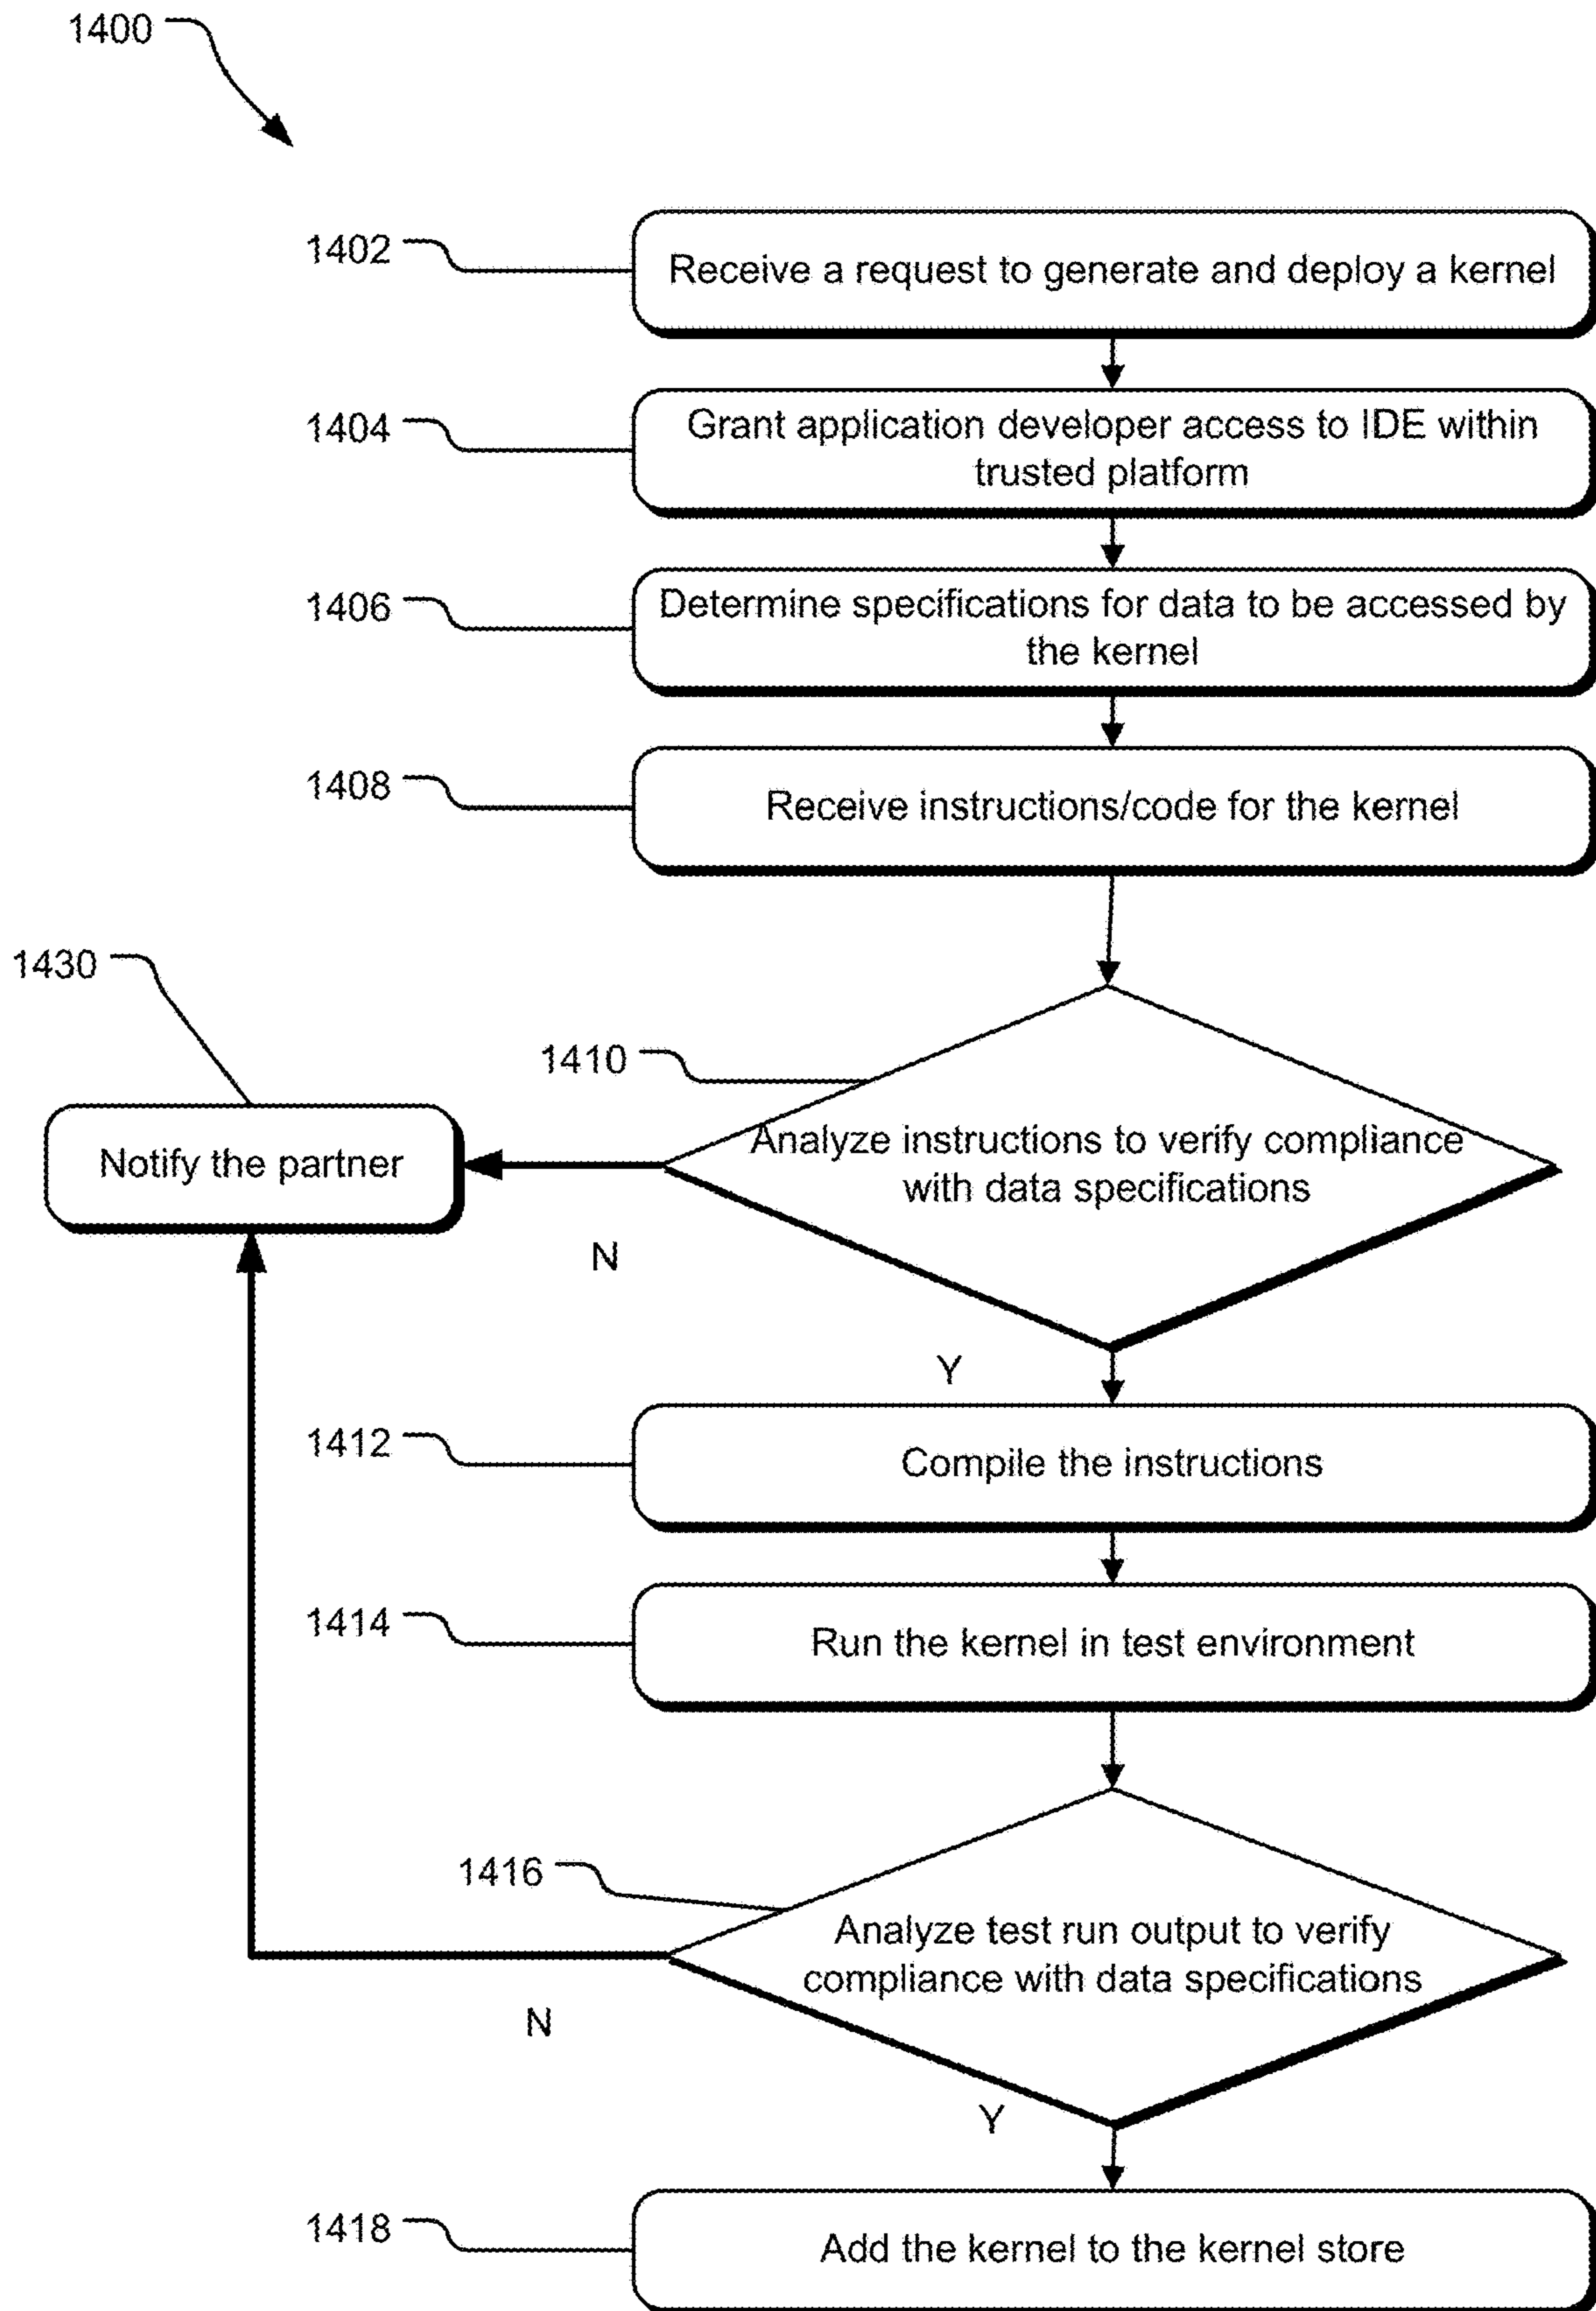 1400
1402
Receive a request to generate and deploy a kernel
1404
Grant application developer access to IDE within
trusted platform
1406
Determine specifications for data to be accessed by
the kernel
1408
Receive instructions/code for the kernel
1430
1410
Notify the partner
Analyze instructions to verify compliance
with data specifications
N
Y
1412
Compile the instructions
1414
Run the kernel in test environment
1416
Analyze test run output to verify
compliance with data specifications
N
Y
1418
Add the kernel to the kernel store